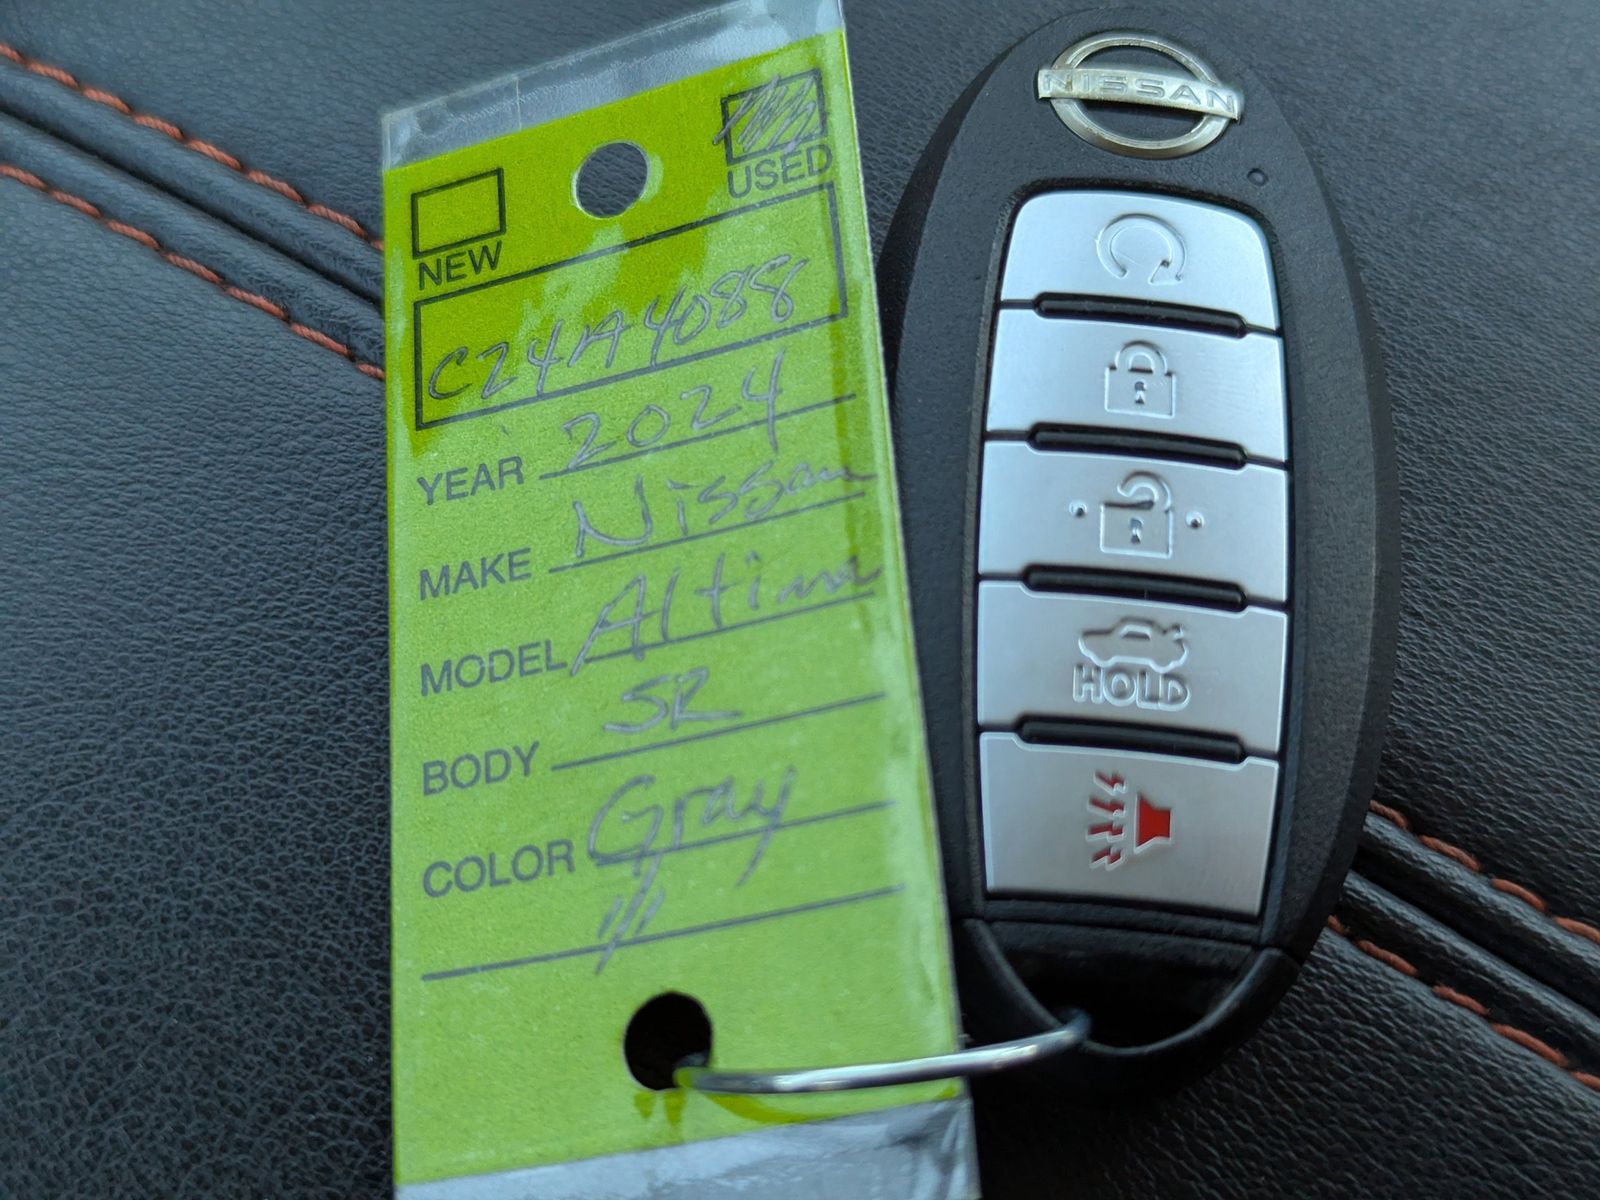 NEW
USED
C24A4088
YEAR 2024
MAKE Nissan
MODEL Altima
BODY SR
COLOR Gray
NISSAN
HOLD